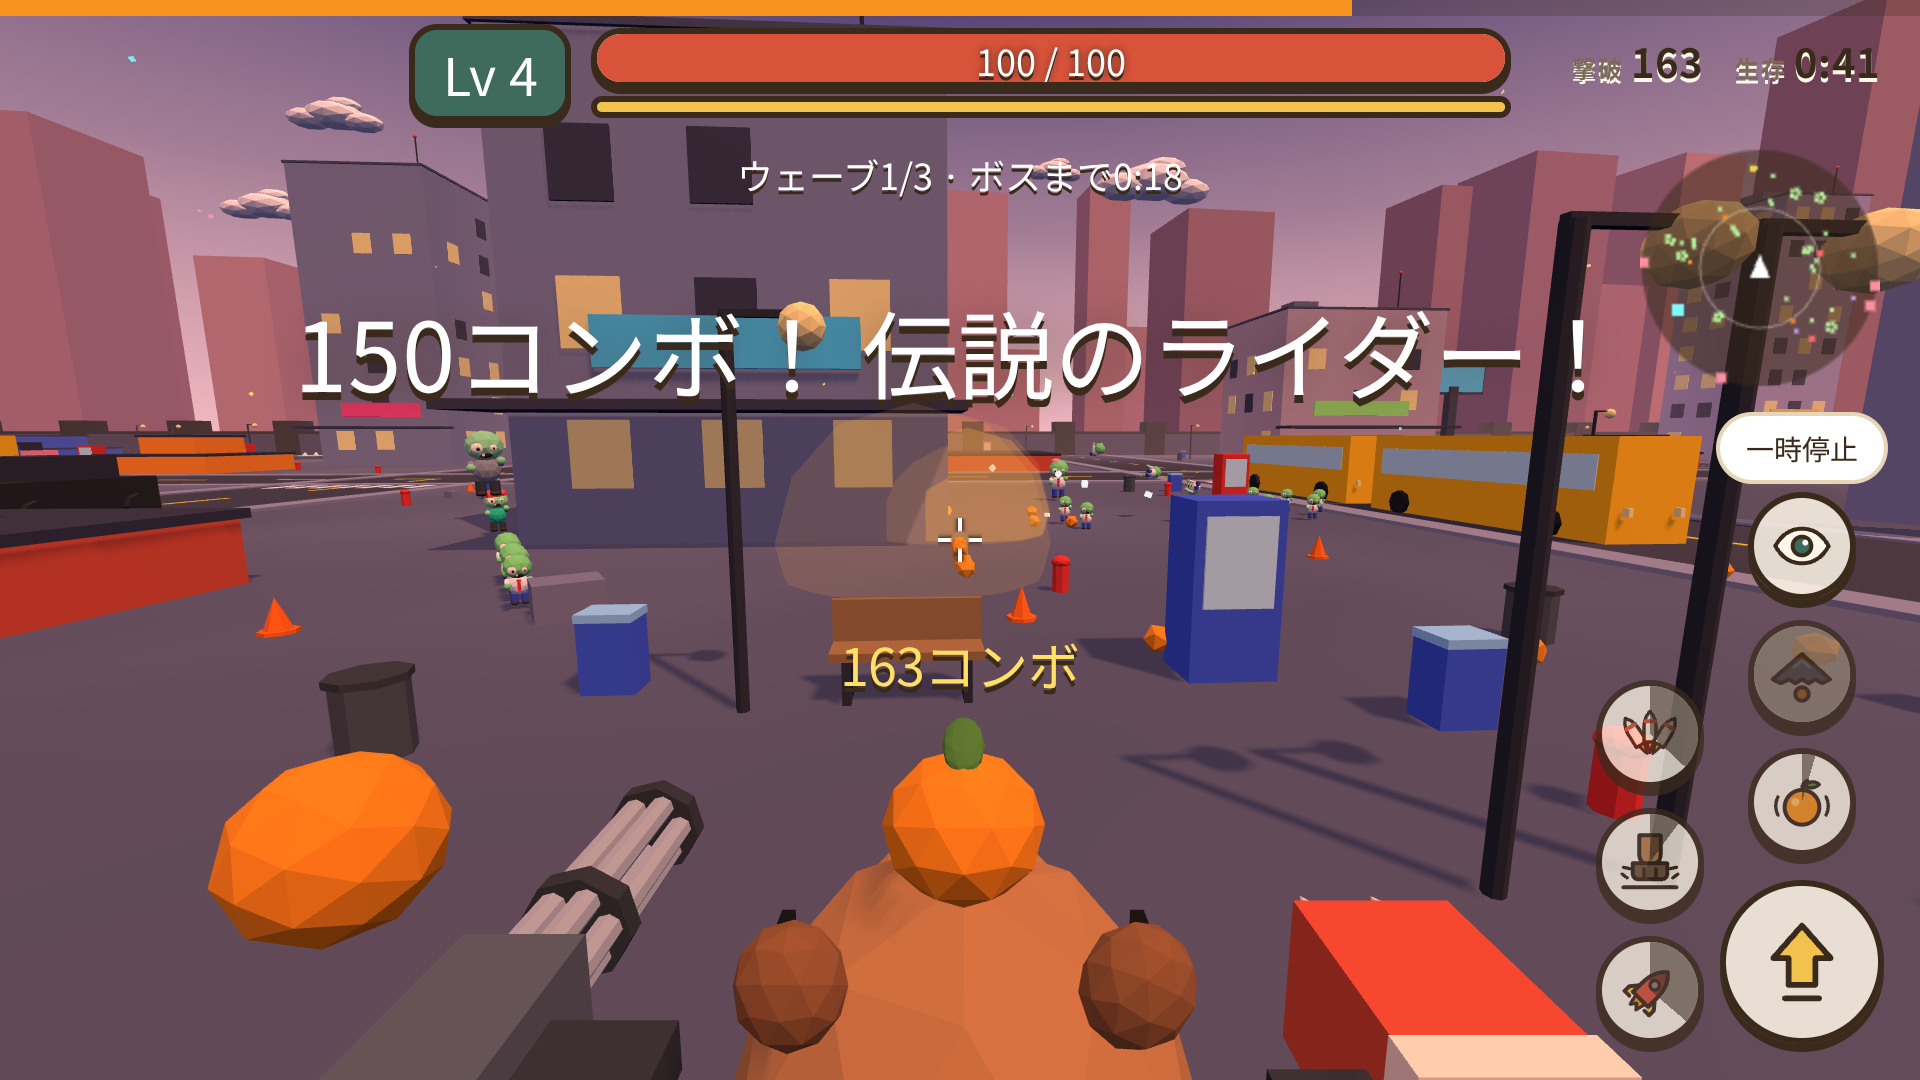 Lv 4
100 / 100
撃破 163 生存 0:41
ウェーブ1/3 · ボスまで0:18
150コンボ！伝説のライダー！
一時停止
163コンボ